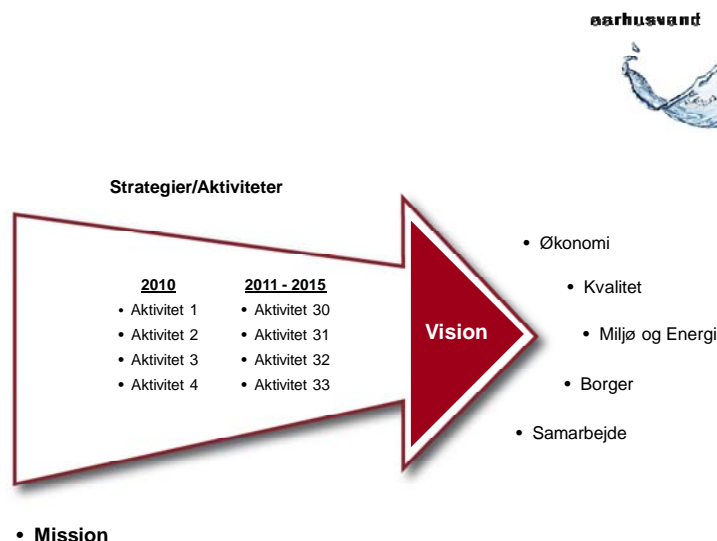 aarhusvand
Strategier/Aktiviteter
2010
• Aktivitet 1
• Aktivitet 2
• Aktivitet 3
• Aktivitet 4
2011 - 2015
• Aktivitet 30
• Aktivitet 31
• Aktivitet 32
• Aktivitet 33
Vision
• Økonomi
• Kvalitet
• Miljø og Energi
• Borger
• Samarbejde
• Mission